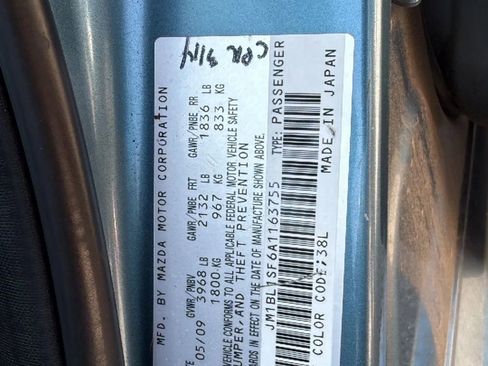 MFD. BY MAZDA MOTOR CORPORATION
GVWR/PNBV GAWR/PNBE FRT GAWR/PNBE RR
05/09 3968 LB 2132 LB 1836 LB
1800 KG 967 KG 833 KG
VEHICLE CONFORMS TO ALL APPLICABLE FEDERAL MOTOR VEHICLE SAFETY
BUMPER, AND THEFT PREVENTION
IN EFFECT ON THE DATE OF MANUFACTURE SHOWN ABOVE.
JM1BL1SF6A1163755 TYPE: PASSENGER
COLOR CODE: 38L MADE IN JAPAN
3/14